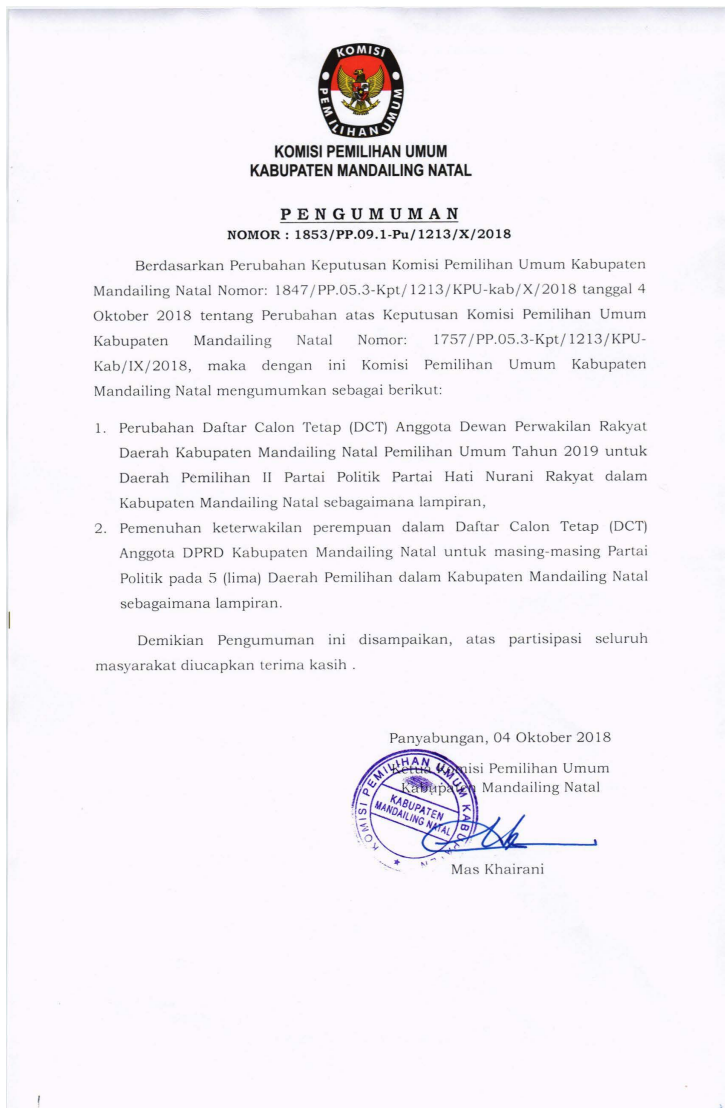 KOMISI
PEMILIHAN UMUM
KOMISI PEMILIHAN UMUM
KABUPATEN MANDAILING NATAL
PENGUMUMAN
NOMOR : 1853/PP.09.1-Pu/1213/X/2018
Berdasarkan Perubahan Keputusan Komisi Pemilihan Umum Kabupaten
Mandailing Natal Nomor: 1847/PP.05.3-Kpt/1213/KPU-kab/X/2018 tanggal 4
Oktober 2018 tentang Perubahan atas Keputusan Komisi Pemilihan Umum
Kabupaten Mandailing Natal Nomor: 1757/PP.05.3-Kpt/1213/KPU-
Kab/IX/2018, maka dengan ini Komisi Pemilihan Umum Kabupaten
Mandailing Natal mengumumkan sebagai berikut:
1. Perubahan Daftar Calon Tetap (DCT) Anggota Dewan Perwakilan Rakyat
Daerah Kabupaten Mandailing Natal Pemilihan Umum Tahun 2019 untuk
Daerah Pemilihan II Partai Politik Partai Hati Nurani Rakyat dalam
Kabupaten Mandailing Natal sebagaimana lampiran,
2. Pemenuhan keterwakilan perempuan dalam Daftar Calon Tetap (DCT)
Anggota DPRD Kabupaten Mandailing Natal untuk masing-masing Partai
Politik pada 5 (lima) Daerah Pemilihan dalam Kabupaten Mandailing Natal
sebagaimana lampiran.
Demikian Pengumuman ini disampaikan, atas partisipasi seluruh
masyarakat diucapkan terima kasih .
Panyabungan, 04 Oktober 2018
Ketua Komisi Pemilihan Umum
Kabupaten Mandailing Natal
KOMISI PEMILIHAN UMUM KABUPATEN
KABUPATEN
MANDAILING NATAL
Mas Khairani